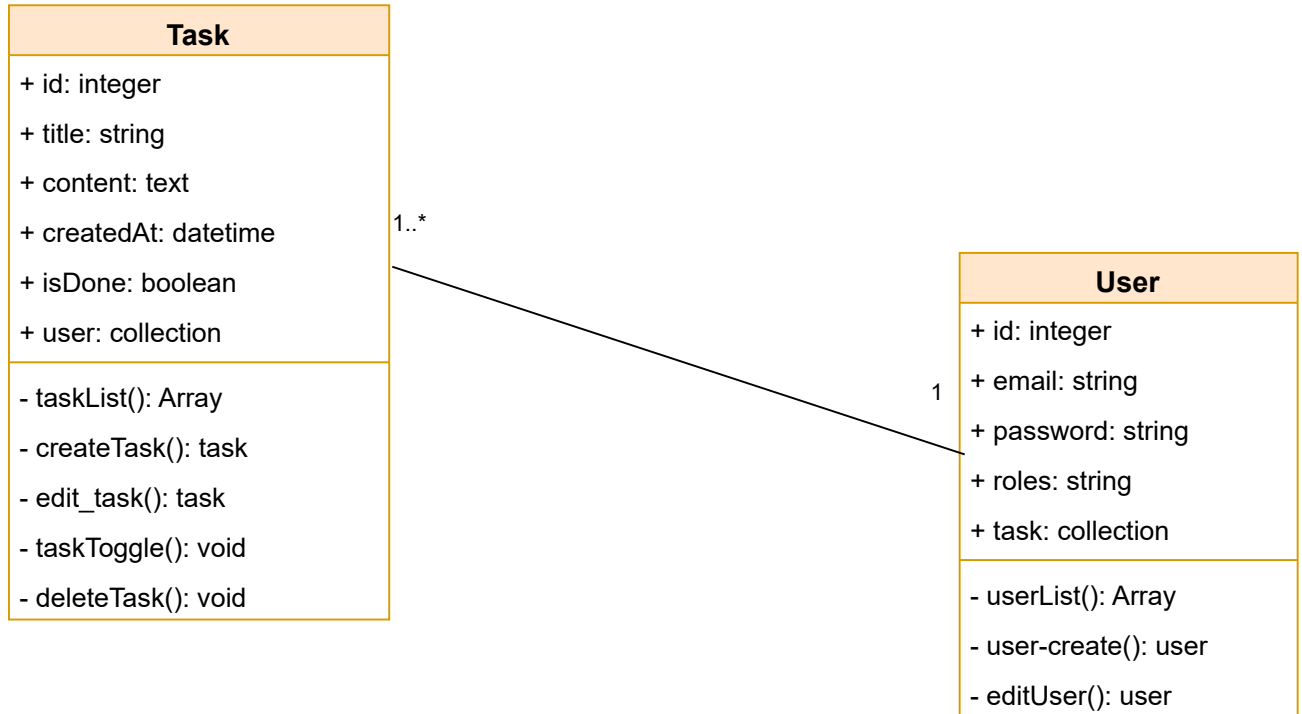 Task
+ id: integer
+ title: string
+ content: text
+ createdAt: datetime
+ isDone: boolean
+ user: collection
- taskList(): Array
- createTask(): task
- edit_task(): task
- taskToggle(): void
- deleteTask(): void
1..*
1
User
+ id: integer
+ email: string
+ password: string
+ roles: string
+ task: collection
- userList(): Array
- user-create(): user
- editUser(): user